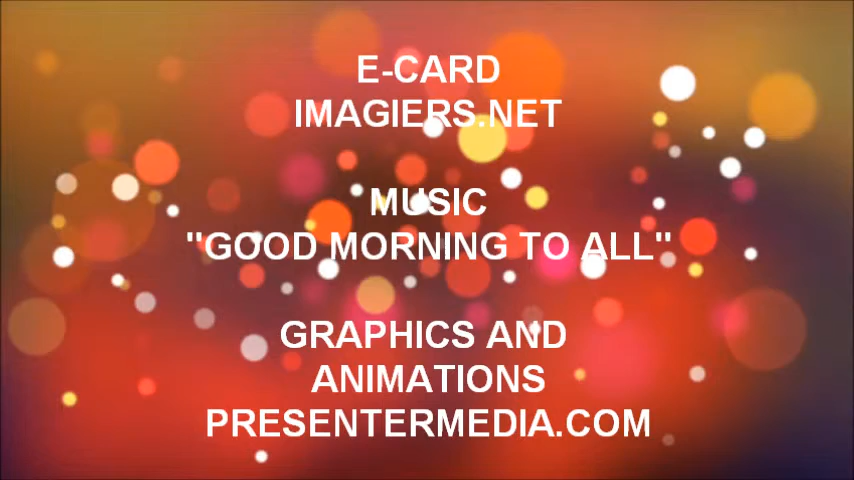 E-CARD
IMAGIERS.NET
MUSIC
"GOOD MORNING TO ALL"
GRAPHICS AND
ANIMATIONS
PRESENTERMEDIA.COM